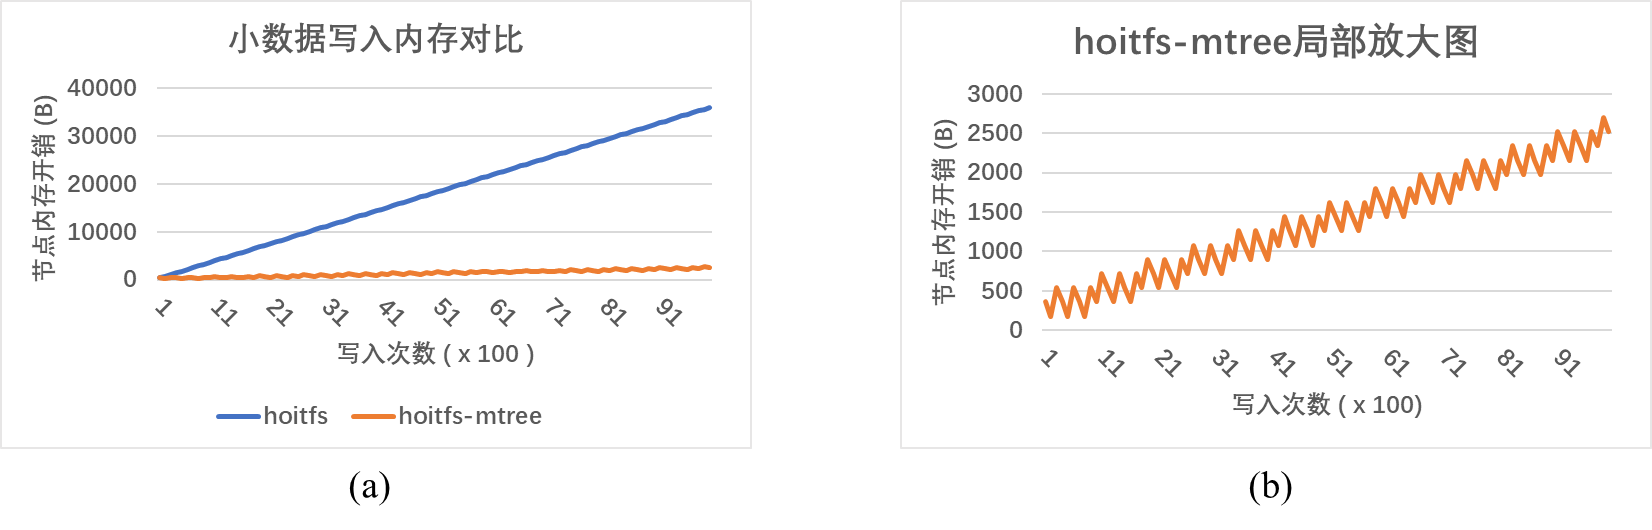 小数据写入内存对比
节点内存开销 (B)
40000
30000
20000
10000
0
1 11 21 31 41 51 61 71 81 91
写入次数 ( x 100 )
hoitfs hoitfs-mtree
(a)
hoitfs-mtree局部放大图
节点内存开销 (B)
3000
2500
2000
1500
1000
500
0
1 11 21 31 41 51 61 71 81 91
写入次数 ( x 100)
(b)